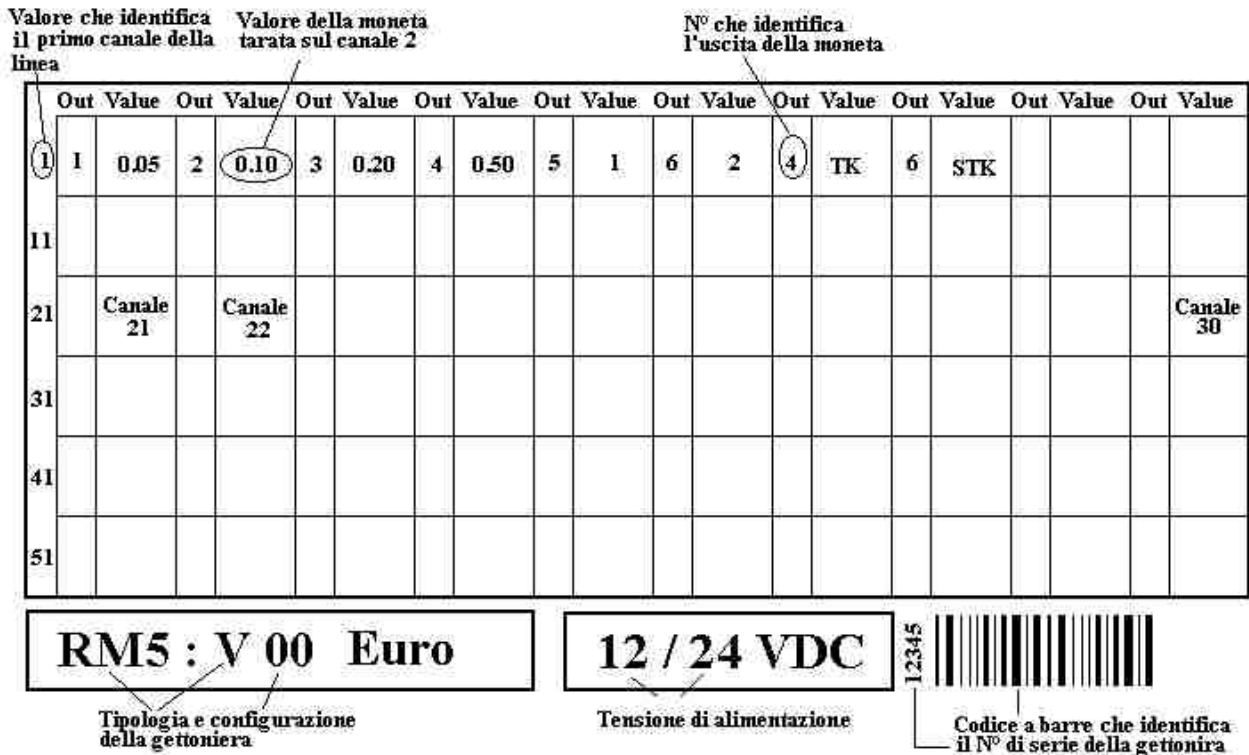 Valore che identifica
il primo canale della
linea
Valore della moneta
tarata sul canale 2
N° che identifica
l'uscita della moneta
Out Value Out Value Out Value Out Value Out Value Out Value Out Value Out Value Out Value Out Value
1 1 0.05 2 0.10 3 0.20 4 0.50 5 1 6 2 4 TK 6 STK
11
21 Canale 21 Canale 22 Canale 30
31
41
51
RM5 : V 00 Euro
12 / 24 VDC
12345
Tipologia e configurazione
della gettoniera
Tensione di alimentazione
Codice a barre che identifica
il N° di serie della gettonira